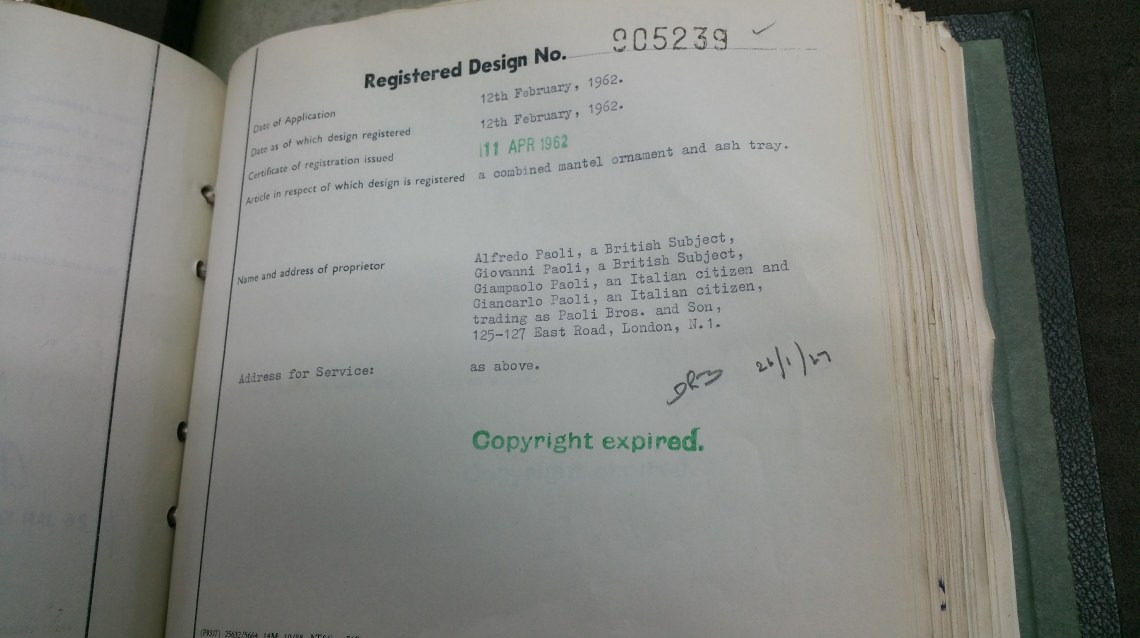 Registered Design No. 905239
Date of Application 12th February, 1962.
Date as of which design registered 12th February, 1962.
Certificate of registration issued 11 APR 1962
Article in respect of which design is registered a combined mantel ornament and ash tray.
Name and address of proprietor Alfredo Paoli, a British Subject,
Giovanni Paoli, a British Subject,
Giampaolo Paoli, an Italian citizen and
Giancarlo Paoli, an Italian citizen,
trading as Paoli Bros. and Son,
125-127 East Road, London, N.1.
Address for Service: as above.
Copyright expired.